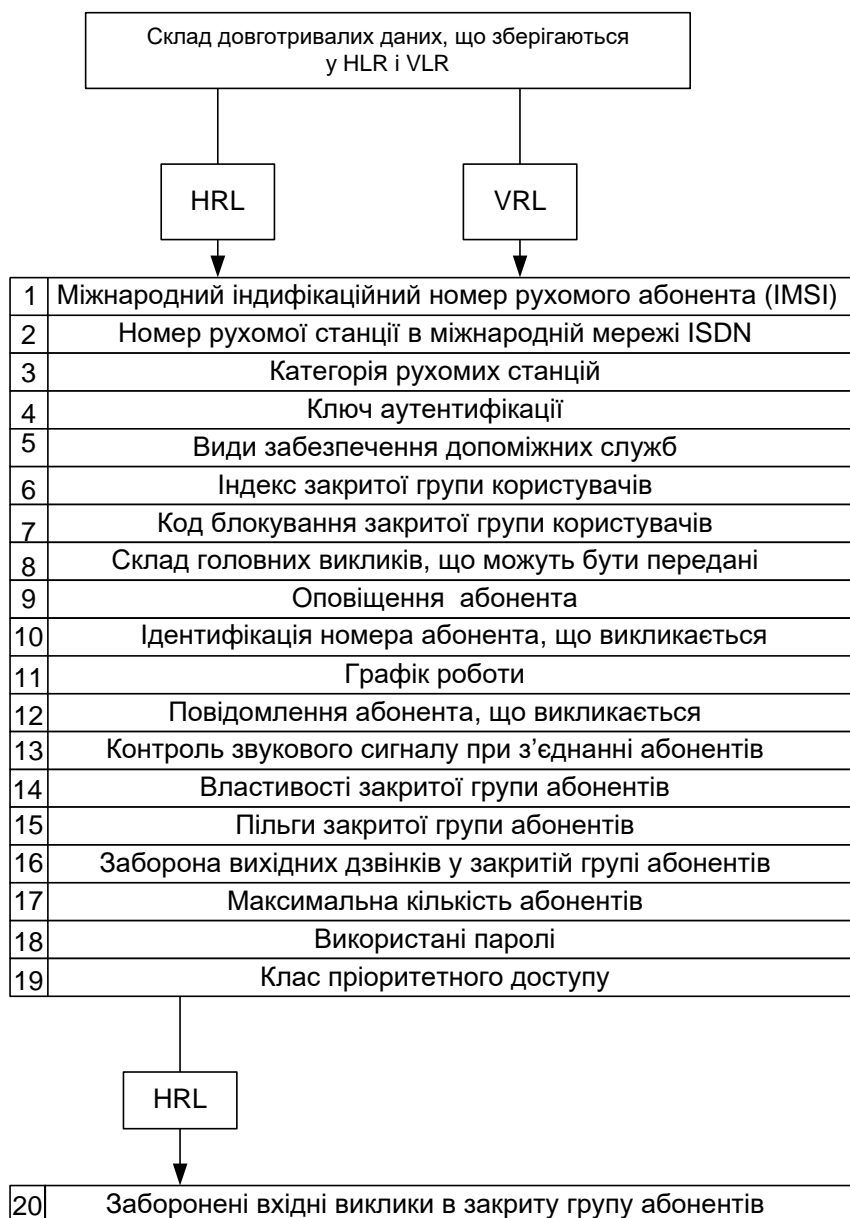 Склад довготривалих даних, що зберігаються
у HLR і VLR
HRL VRL
1 Міжнародний індифікаційний номер рухомого абонента (IMSI)
2 Номер рухомої станції в міжнародній мережі ISDN
3 Категорія рухомих станцій
4 Ключ аутентифікації
5 Види забезпечення допоміжних служб
6 Індекс закритої групи користувачів
7 Код блокування закритої групи користувачів
8 Склад головних викликів, що можуть бути передані
9 Оповіщення абонента
10 Ідентифікація номера абонента, що викликається
11 Графік роботи
12 Повідомлення абонента, що викликається
13 Контроль звукового сигналу при з’єднанні абонентів
14 Властивості закритої групи абонентів
15 Пільги закритої групи абонентів
16 Заборона вихідних дзвінків у закритій групі абонентів
17 Максимальна кількість абонентів
18 Використані паролі
19 Клас пріоритетного доступу
HRL
20 Заборонені вхідні виклики в закриту групу абонентів